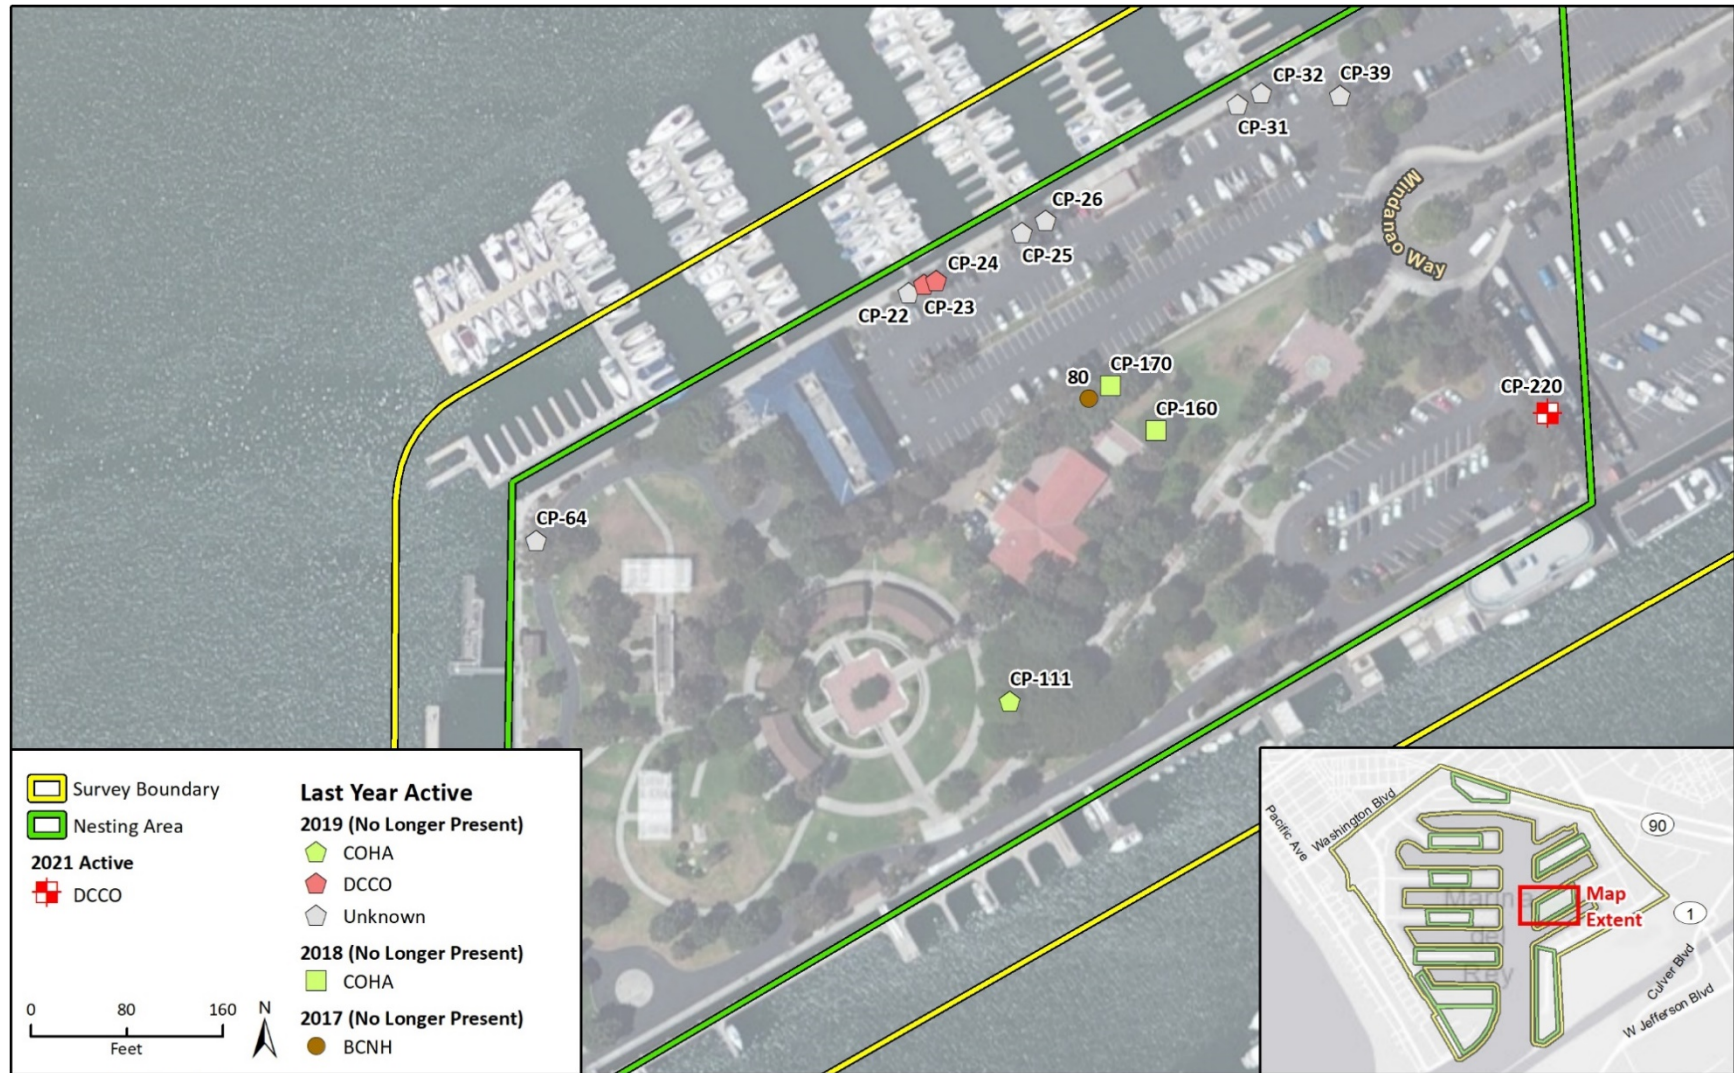 CP-32
CP-39
CP-31
Mindanao Way
CP-26
CP-25
CP-24
CP-22
CP-23
CP-170
80
CP-160
CP-220
CP-64
CP-111
Survey Boundary
Nesting Area
2021 Active
DCCO
Last Year Active
2019 (No Longer Present)
COHA
DCCO
Unknown
2018 (No Longer Present)
COHA
2017 (No Longer Present)
BCNH
0 80 160
Feet
N
Pacific Ave
Washington Blvd
90
Marina
de
Rey
Map
Extent
1
Culver Blvd
W Jefferson Blvd